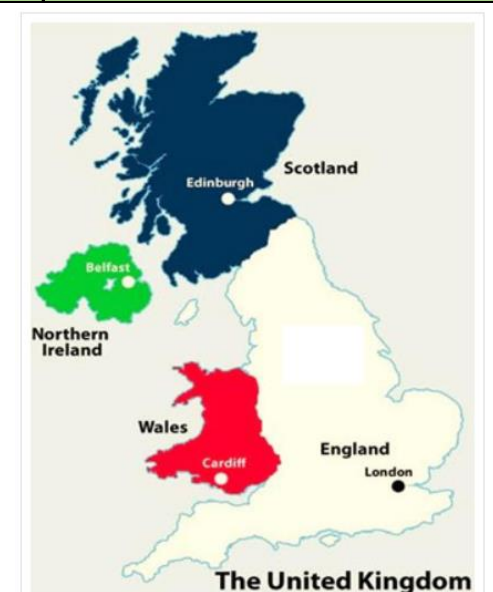 Scotland
Edinburgh
Belfast
Northern
Ireland
Wales
Cardiff
England
London
The United Kingdom